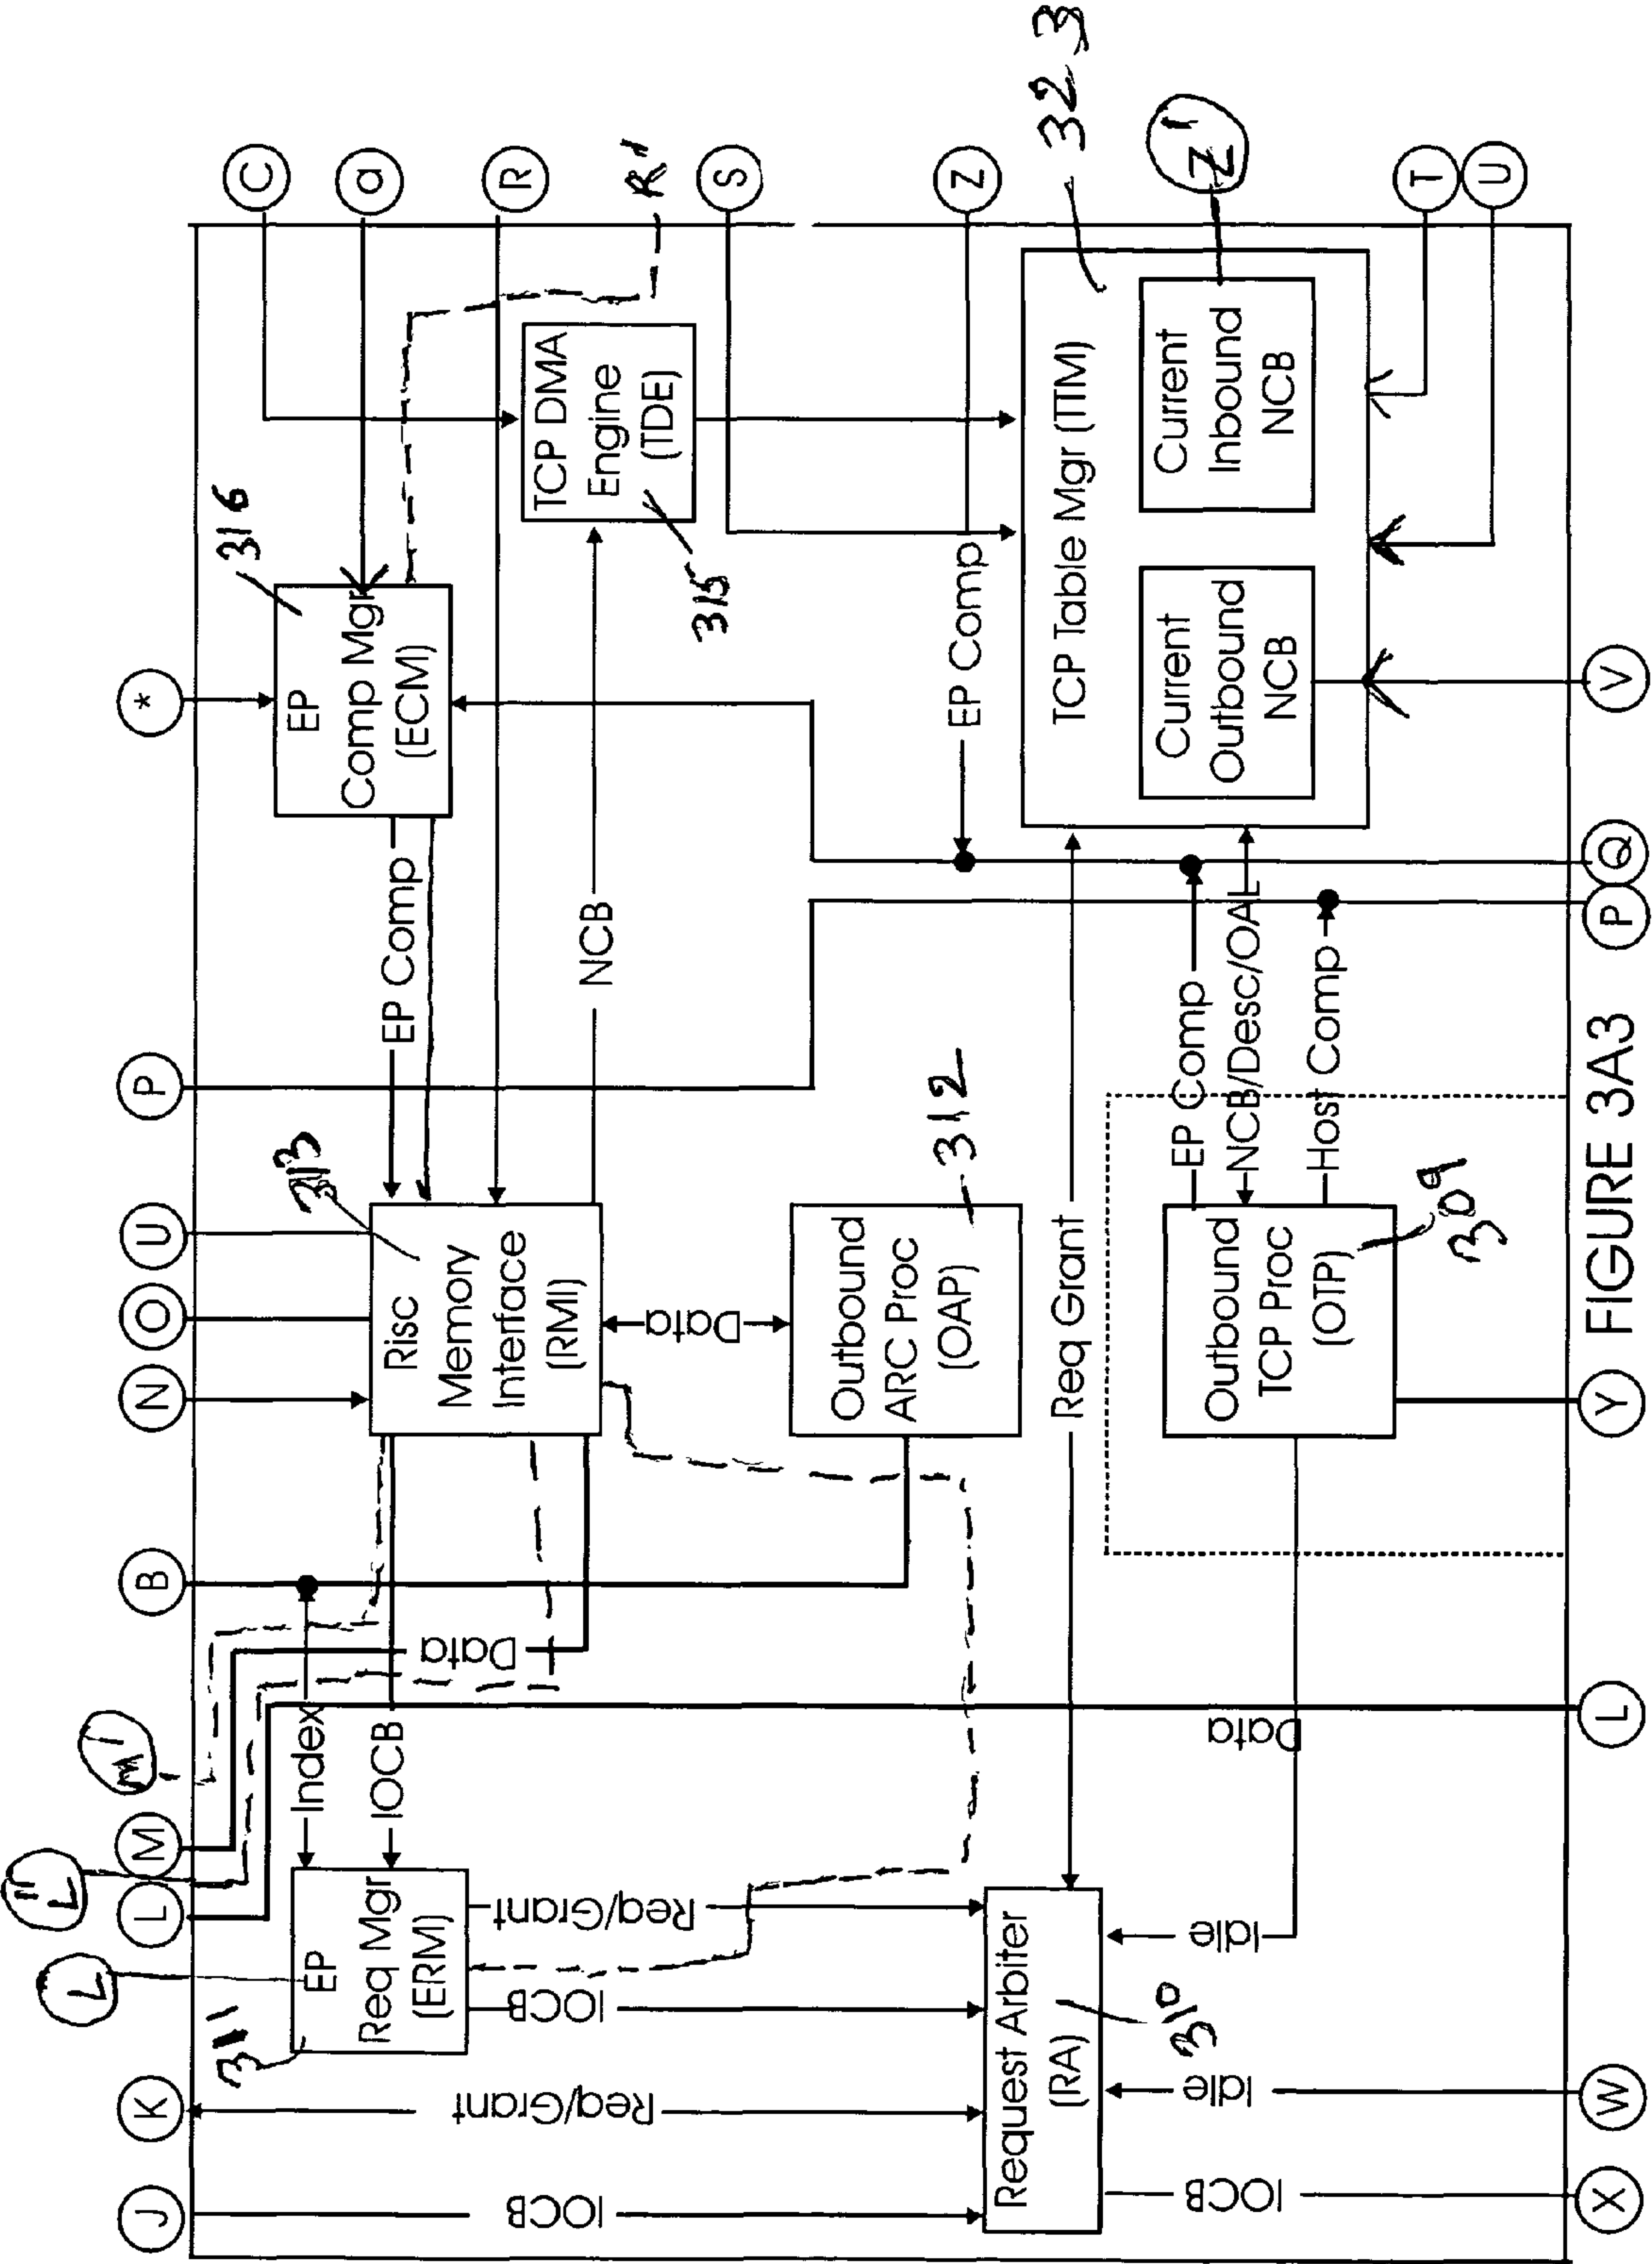 L
L"
m'
J
K
L
M
B
N
O
U
P
*
311
313
316
C
a
R
R"
S
Z
Z'
T
U
EP
Req Mgr
(ERM)
Index
IOCB
Data
Risc
Memory
Interface
(RMI)
EP Comp
EP
Comp Mgr
(ECM)
TCP DMA
Engine
(TDE)
315
NCB
IOCB
Req/Grant
IOCB
Req/Grant
Data
Outbound
ARC Proc
(OAP)
312
EP Comp
Request Arbiter
(RA)
310
Req Grant
TCP Table Mgr (TTM)
323
Current
Outbound
NCB
Current
Inbound
NCB
IOCB
Idle
Idle
Data
Outbound
TCP Proc
(OTP)
309
EP Comp
NCB/Desc/OAL
Host Comp
X
W
L
Y
P
Q
V
FIGURE 3A3